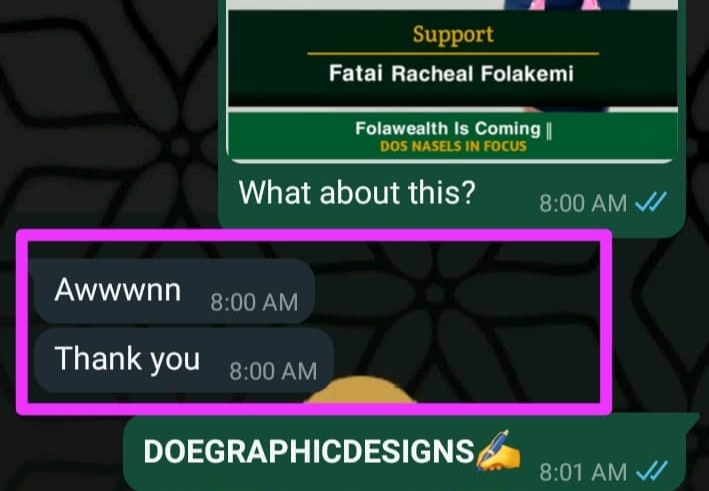 Support
Fatai Racheal Folakemi
Folawealth Is Coming ||
DOS NASELS IN FOCUS
What about this? 8:00 AM
Awwwnn 8:00 AM
Thank you 8:00 AM
DOEGRAPHICDESIGNS✍️ 8:01 AM